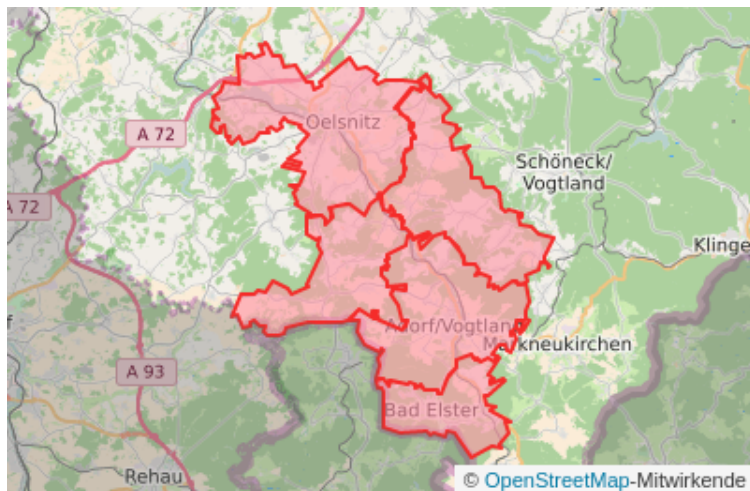 Oelsnitz
A 72
Schöneck/
Vogtland
A 72
Klinge
Adorf/Vogtland
Markneukirchen
A 93
Bad Elster
Rehau
© OpenStreetMap-Mitwirkende